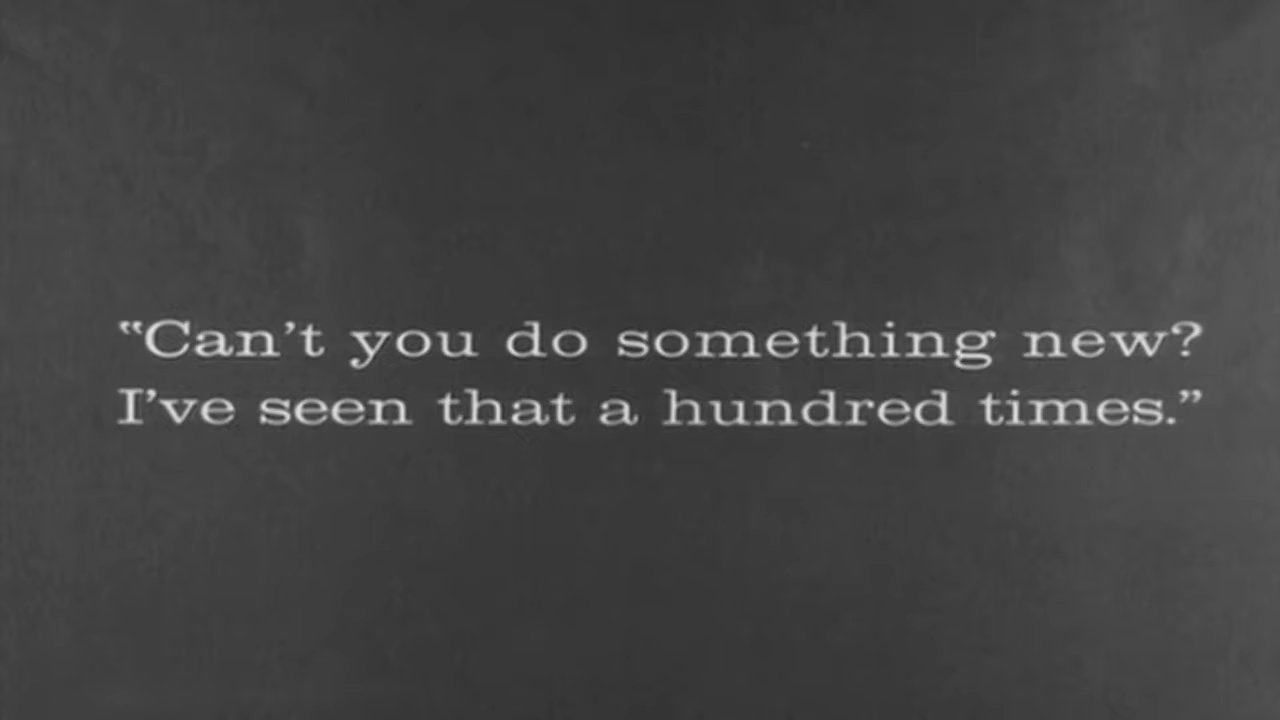 “Can’t you do something new?
I’ve seen that a hundred times.”